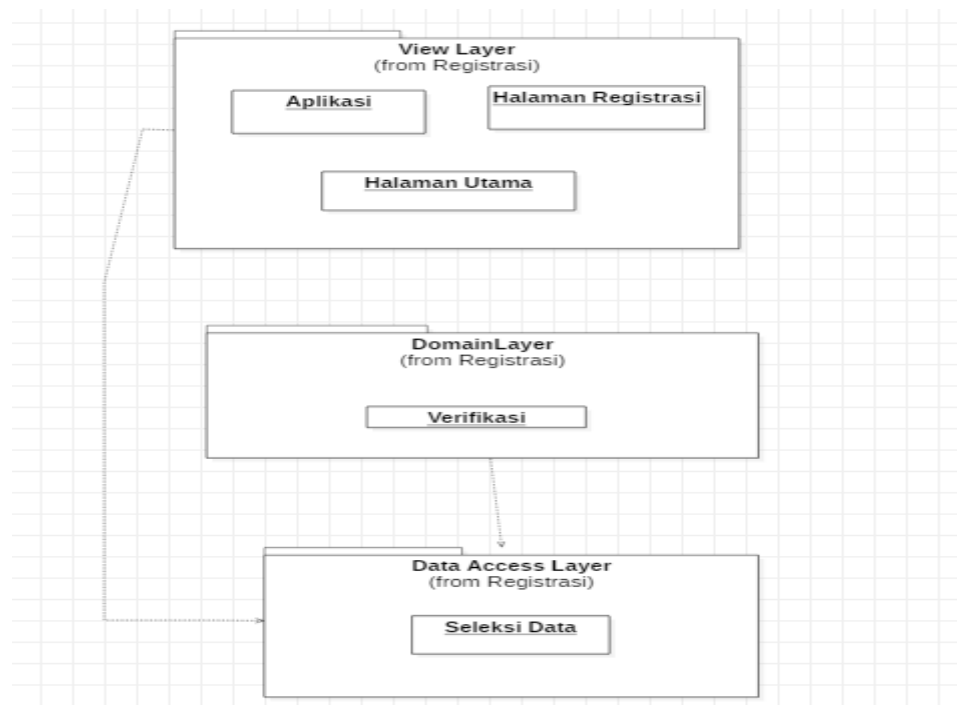 View Layer
(from Registrasi)
Aplikasi
Halaman Registrasi
Halaman Utama
DomainLayer
(from Registrasi)
Verifikasi
Data Access Layer
(from Registrasi)
Seleksi Data